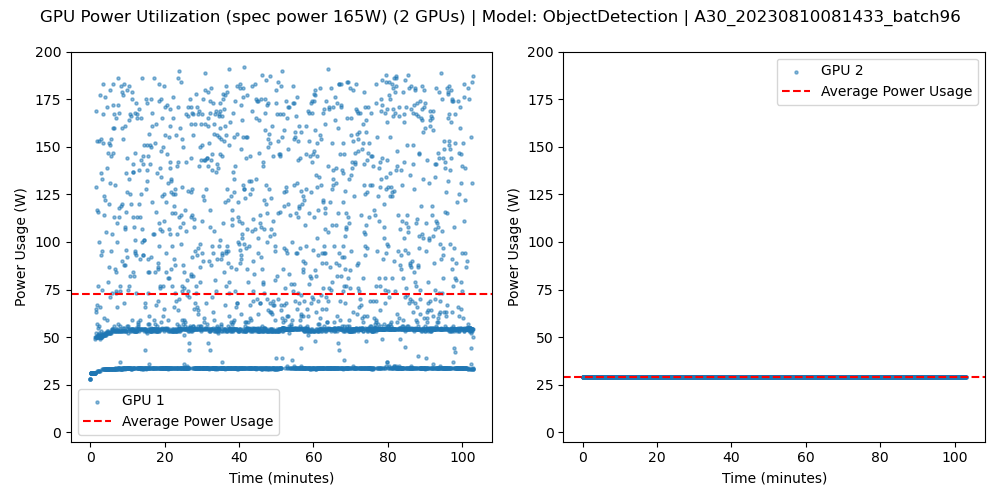 GPU Power Utilization (spec power 165W) (2 GPUs) | Model: ObjectDetection | A30_20230810081433_batch96
200
175
150
125
100
75
50
25
0
Power Usage (W)
0 20 40 60 80 100
Time (minutes)
GPU 1
Average Power Usage
200
175
150
125
100
75
50
25
0
Power Usage (W)
0 20 40 60 80 100
Time (minutes)
GPU 2
Average Power Usage